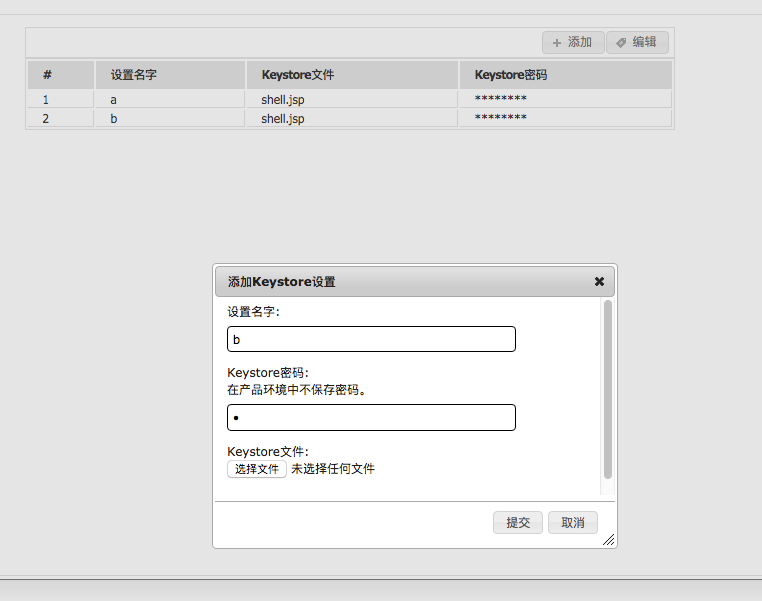 添加 编辑
# 设置名字 Keystore文件 Keystore密码
1 a shell.jsp ********
2 b shell.jsp ********
添加Keystore设置
设置名字:
b
Keystore密码:
在产品环境中不保存密码。
•
Keystore文件:
选择文件 未选择任何文件
提交 取消